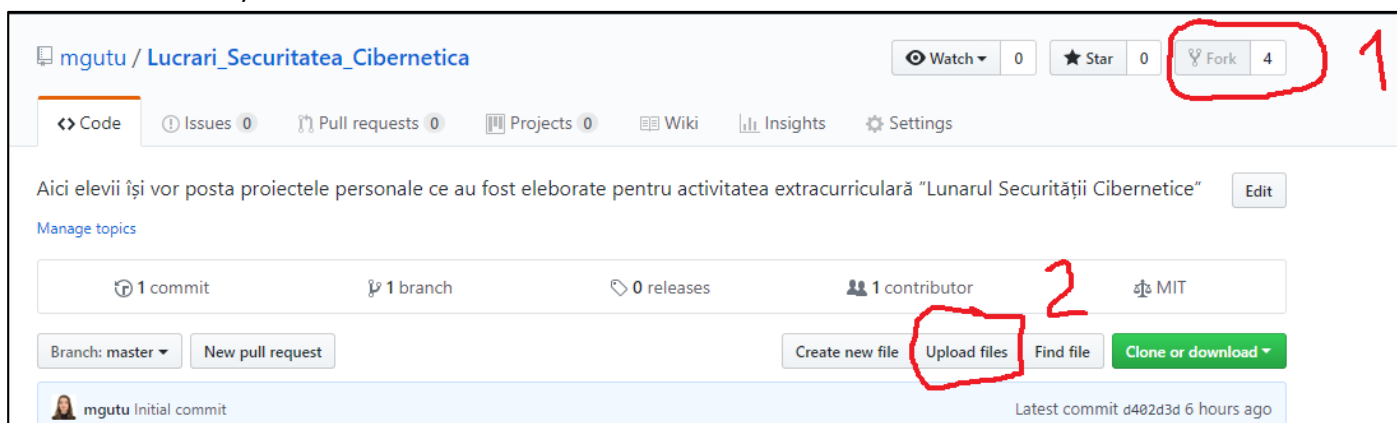 mgutu / Lucrari_Securitatea_Cibernetica Watch 0 Star 0 Fork 4 1
Code Issues 0 Pull requests 0 Projects 0 Wiki Insights Settings
Aici elevii își vor posta proiectele personale ce au fost eleborate pentru activitatea extracurriculară “Lunarul Securității Cibernetice” Edit
Manage topics
1 commit 1 branch 0 releases 1 contributor 2 MIT
Branch: master New pull request Create new file Upload files Find file Clone or download
mgutu Initial commit Latest commit d402d3d 6 hours ago